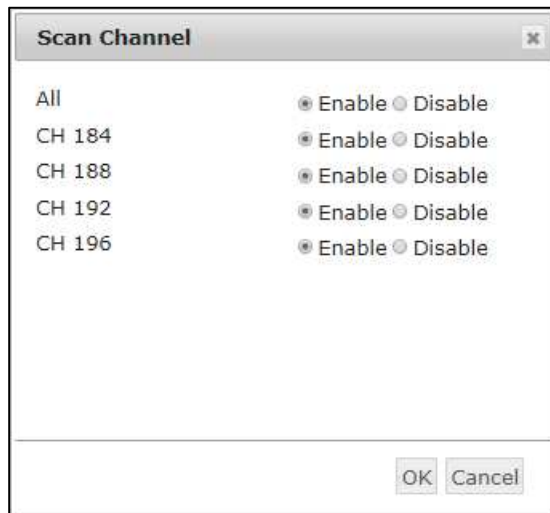 Scan Channel
All Enable Disable
CH 184 Enable Disable
CH 188 Enable Disable
CH 192 Enable Disable
CH 196 Enable Disable
OK Cancel